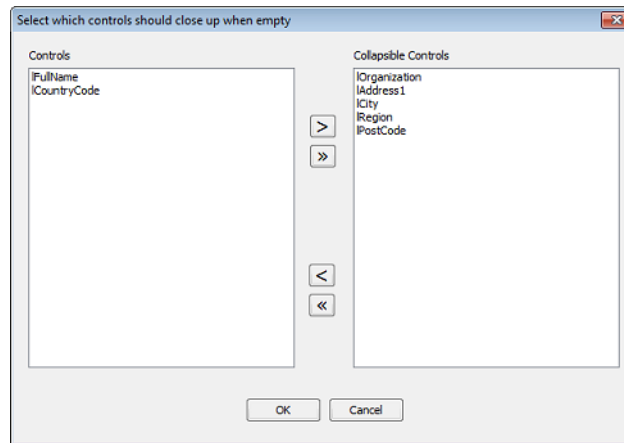 Select which controls should close up when empty
Controls
Collapsible Controls
lFullName
lCountryCode
lOrganization
lAddress1
lCity
lRegion
lPostCode
>
»
<
«
OK
Cancel